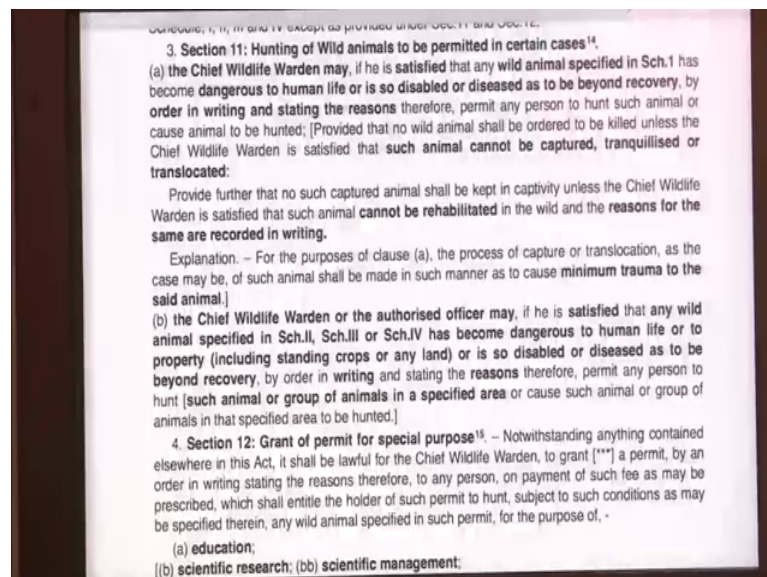 Schedule, I, II, III and IV except as provided under Sec.11 and Sec.12.
3. Section 11: Hunting of Wild animals to be permitted in certain cases¹⁴.
(a) the Chief Wildlife Warden may, if he is satisfied that any wild animal specified in Sch.1 has
become dangerous to human life or is so disabled or diseased as to be beyond recovery, by
order in writing and stating the reasons therefore, permit any person to hunt such animal or
cause animal to be hunted; [Provided that no wild animal shall be ordered to be killed unless the
Chief Wildlife Warden is satisfied that such animal cannot be captured, tranquillised or
translocated:
Provide further that no such captured animal shall be kept in captivity unless the Chief Wildlife
Warden is satisfied that such animal cannot be rehabilitated in the wild and the reasons for the
same are recorded in writing.
Explanation. – For the purposes of clause (a), the process of capture or translocation, as the
case may be, of such animal shall be made in such manner as to cause minimum trauma to the
said animal.]
(b) the Chief Wildlife Warden or the authorised officer may, if he is satisfied that any wild
animal specified in Sch.II, Sch.III or Sch.IV has become dangerous to human life or to
property (including standing crops or any land) or is so disabled or diseased as to be
beyond recovery, by order in writing and stating the reasons therefore, permit any person to
hunt [such animal or group of animals in a specified area or cause such animal or group of
animals in that specified area to be hunted.]
4. Section 12: Grant of permit for special purpose¹⁵. – Notwithstanding anything contained
elsewhere in this Act, it shall be lawful for the Chief Wildlife Warden, to grant [***] a permit, by an
order in writing stating the reasons therefore, to any person, on payment of such fee as may be
prescribed, which shall entitle the holder of such permit to hunt, subject to such conditions as may
be specified therein, any wild animal specified in such permit, for the purpose of, -
(a) education;
[(b) scientific research; (bb) scientific management;